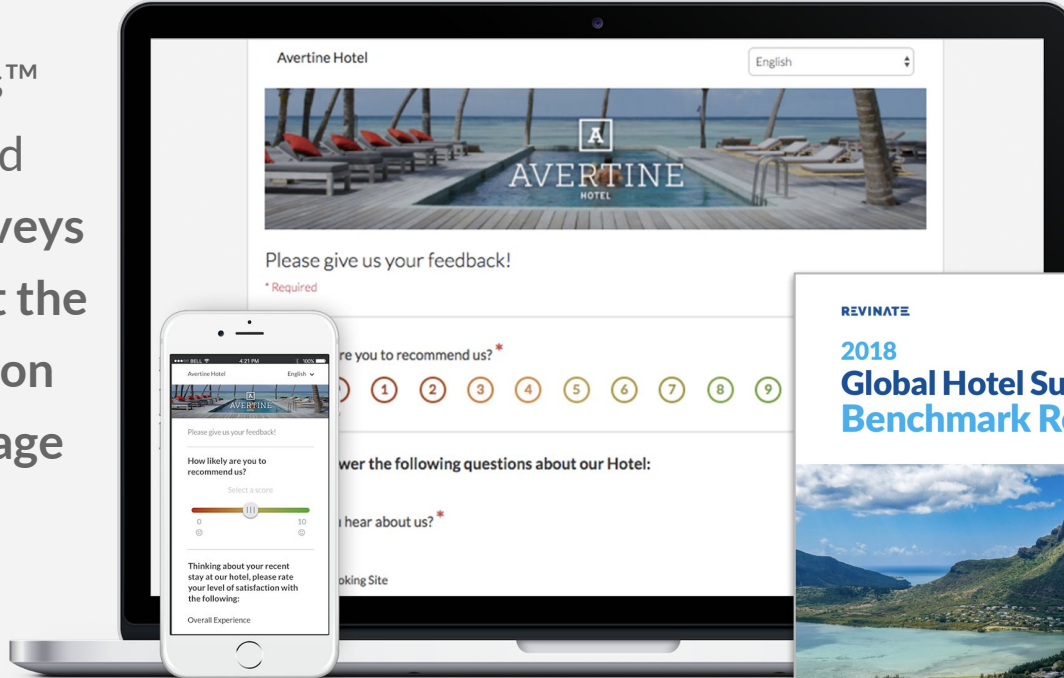 ™
d
veys
t the
on
age
Avertine Hotel
English
A
AVERTINE
HOTEL
Please give us your feedback!
* Required
re you to recommend us? *
1 2 3 4 5 6 7 8 9
wer the following questions about our Hotel:
hear about us? *
oking Site
BELL 4:21 PM 100%
Avertine Hotel English
A
AVERTINE
Please give us your feedback!
How likely are you to
recommend us?
Select a score
0 10
Thinking about your recent
stay at our hotel, please rate
your level of satisfaction with
the following:
Overall Experience
REVINATE
2018
Global Hotel Su
Benchmark Re